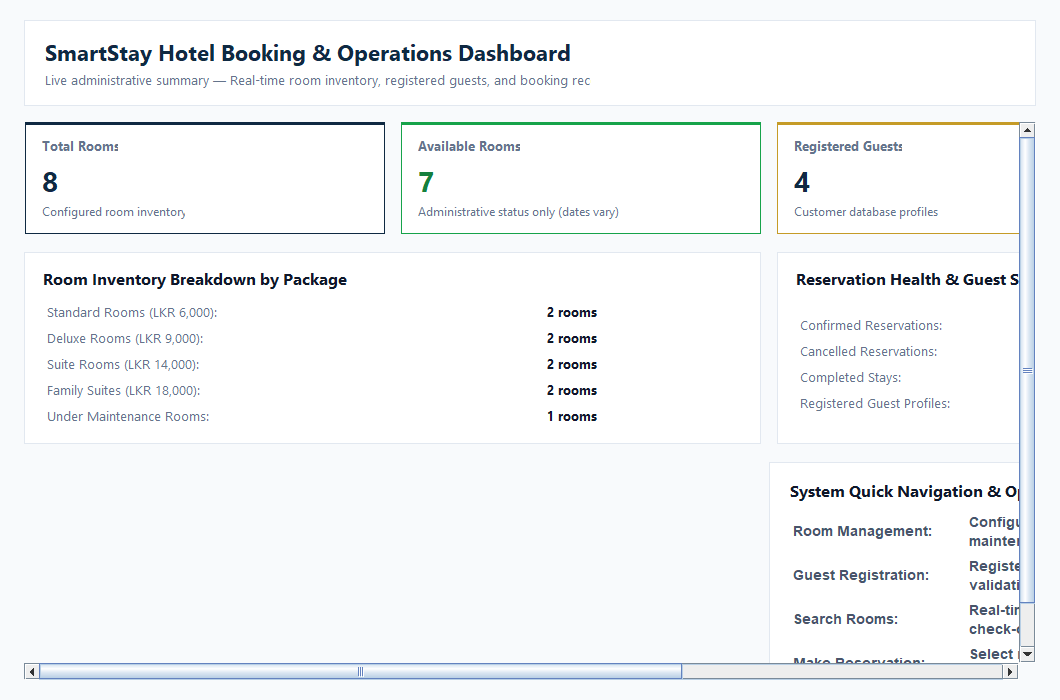 SmartStay Hotel Booking & Operations Dashboard
Live administrative summary — Real-time room inventory, registered guests, and booking rec
Total Rooms
8
Configured room inventory
Available Rooms
7
Administrative status only (dates vary)
Registered Guests
4
Customer database profiles
Room Inventory Breakdown by Package
Standard Rooms (LKR 6,000): 2 rooms
Deluxe Rooms (LKR 9,000): 2 rooms
Suite Rooms (LKR 14,000): 2 rooms
Family Suites (LKR 18,000): 2 rooms
Under Maintenance Rooms: 1 rooms
Reservation Health & Guest S
Confirmed Reservations:
Cancelled Reservations:
Completed Stays:
Registered Guest Profiles:
System Quick Navigation & Op
Room Management: Configu
mainter
Guest Registration: Registe
validati
Search Rooms: Real-tim
check-o
Make Reservation: Select